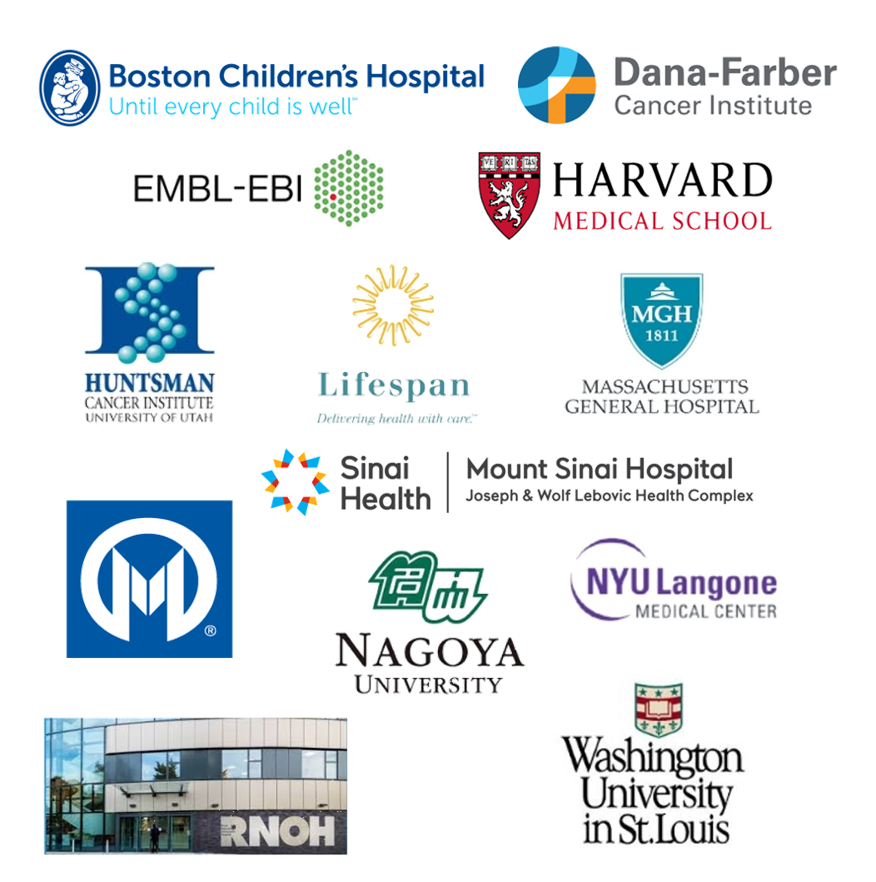 Boston Children's Hospital
Until every child is well™
Dana-Farber
Cancer Institute
EMBL-EBI
VE RI TAS
HARVARD
MEDICAL SCHOOL
HUNTSMAN
CANCER INSTITUTE
UNIVERSITY OF UTAH
Lifespan
Delivering health with care.™
MGH
1811
MASSACHUSETTS
GENERAL HOSPITAL
Sinai
Health
Mount Sinai Hospital
Joseph & Wolf Lebovic Health Complex
M
®
NAGOYA
UNIVERSITY
NYU Langone
MEDICAL CENTER
RNOH
Washington
University
in St. Louis